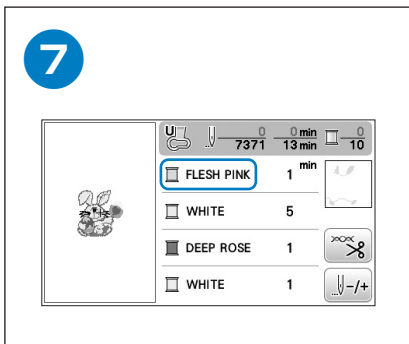 7
U 0 0 min 0
7371 13 min 10
FLESH PINK 1 min
WHITE 5
DEEP ROSE 1
WHITE 1
-/+